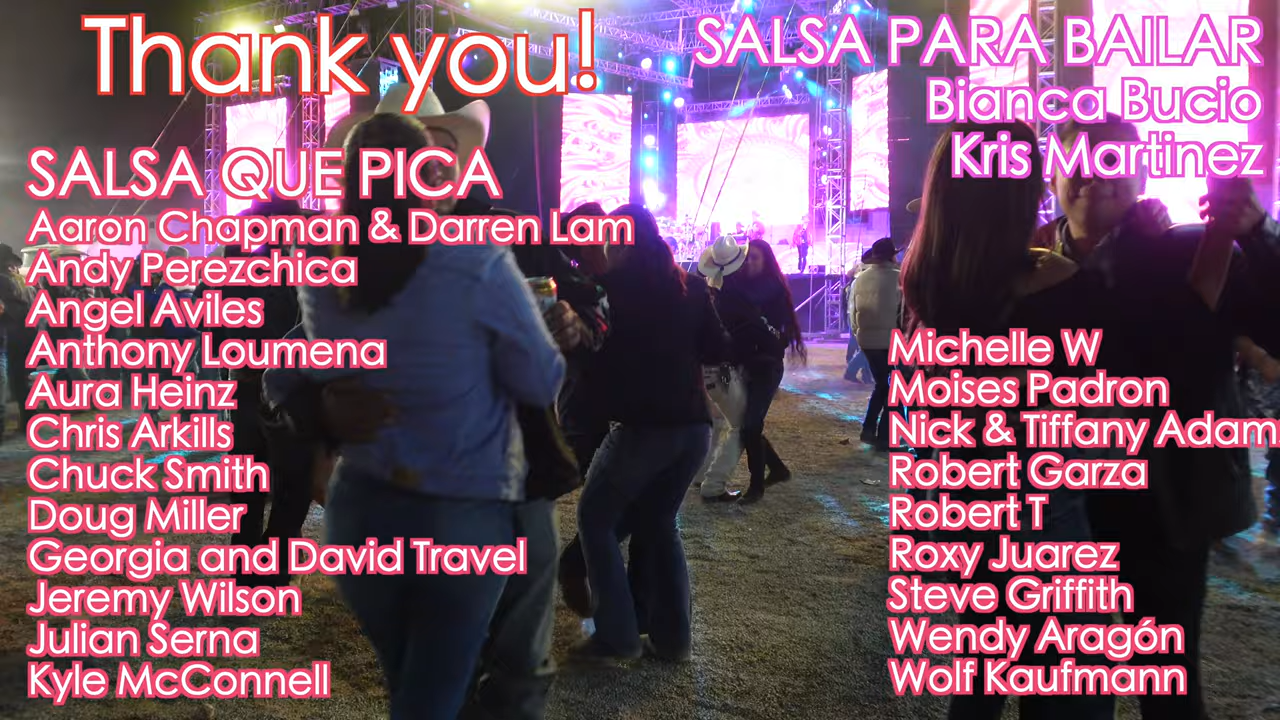 Thank you!
SALSA QUE PICA
Aaron Chapman & Darren Lam
Andy Perezchica
Angel Aviles
Anthony Loumena
Aura Heinz
Chris Arkills
Chuck Smith
Doug Miller
Georgia and David Travel
Jeremy Wilson
Julian Serna
Kyle McConnell
SALSA PARA BAILAR
Bianca Bucio
Kris Martinez
Michelle W
Moises Padron
Nick & Tiffany Adam
Robert Garza
Robert T
Roxy Juarez
Steve Griffith
Wendy Aragón
Wolf Kaufmann